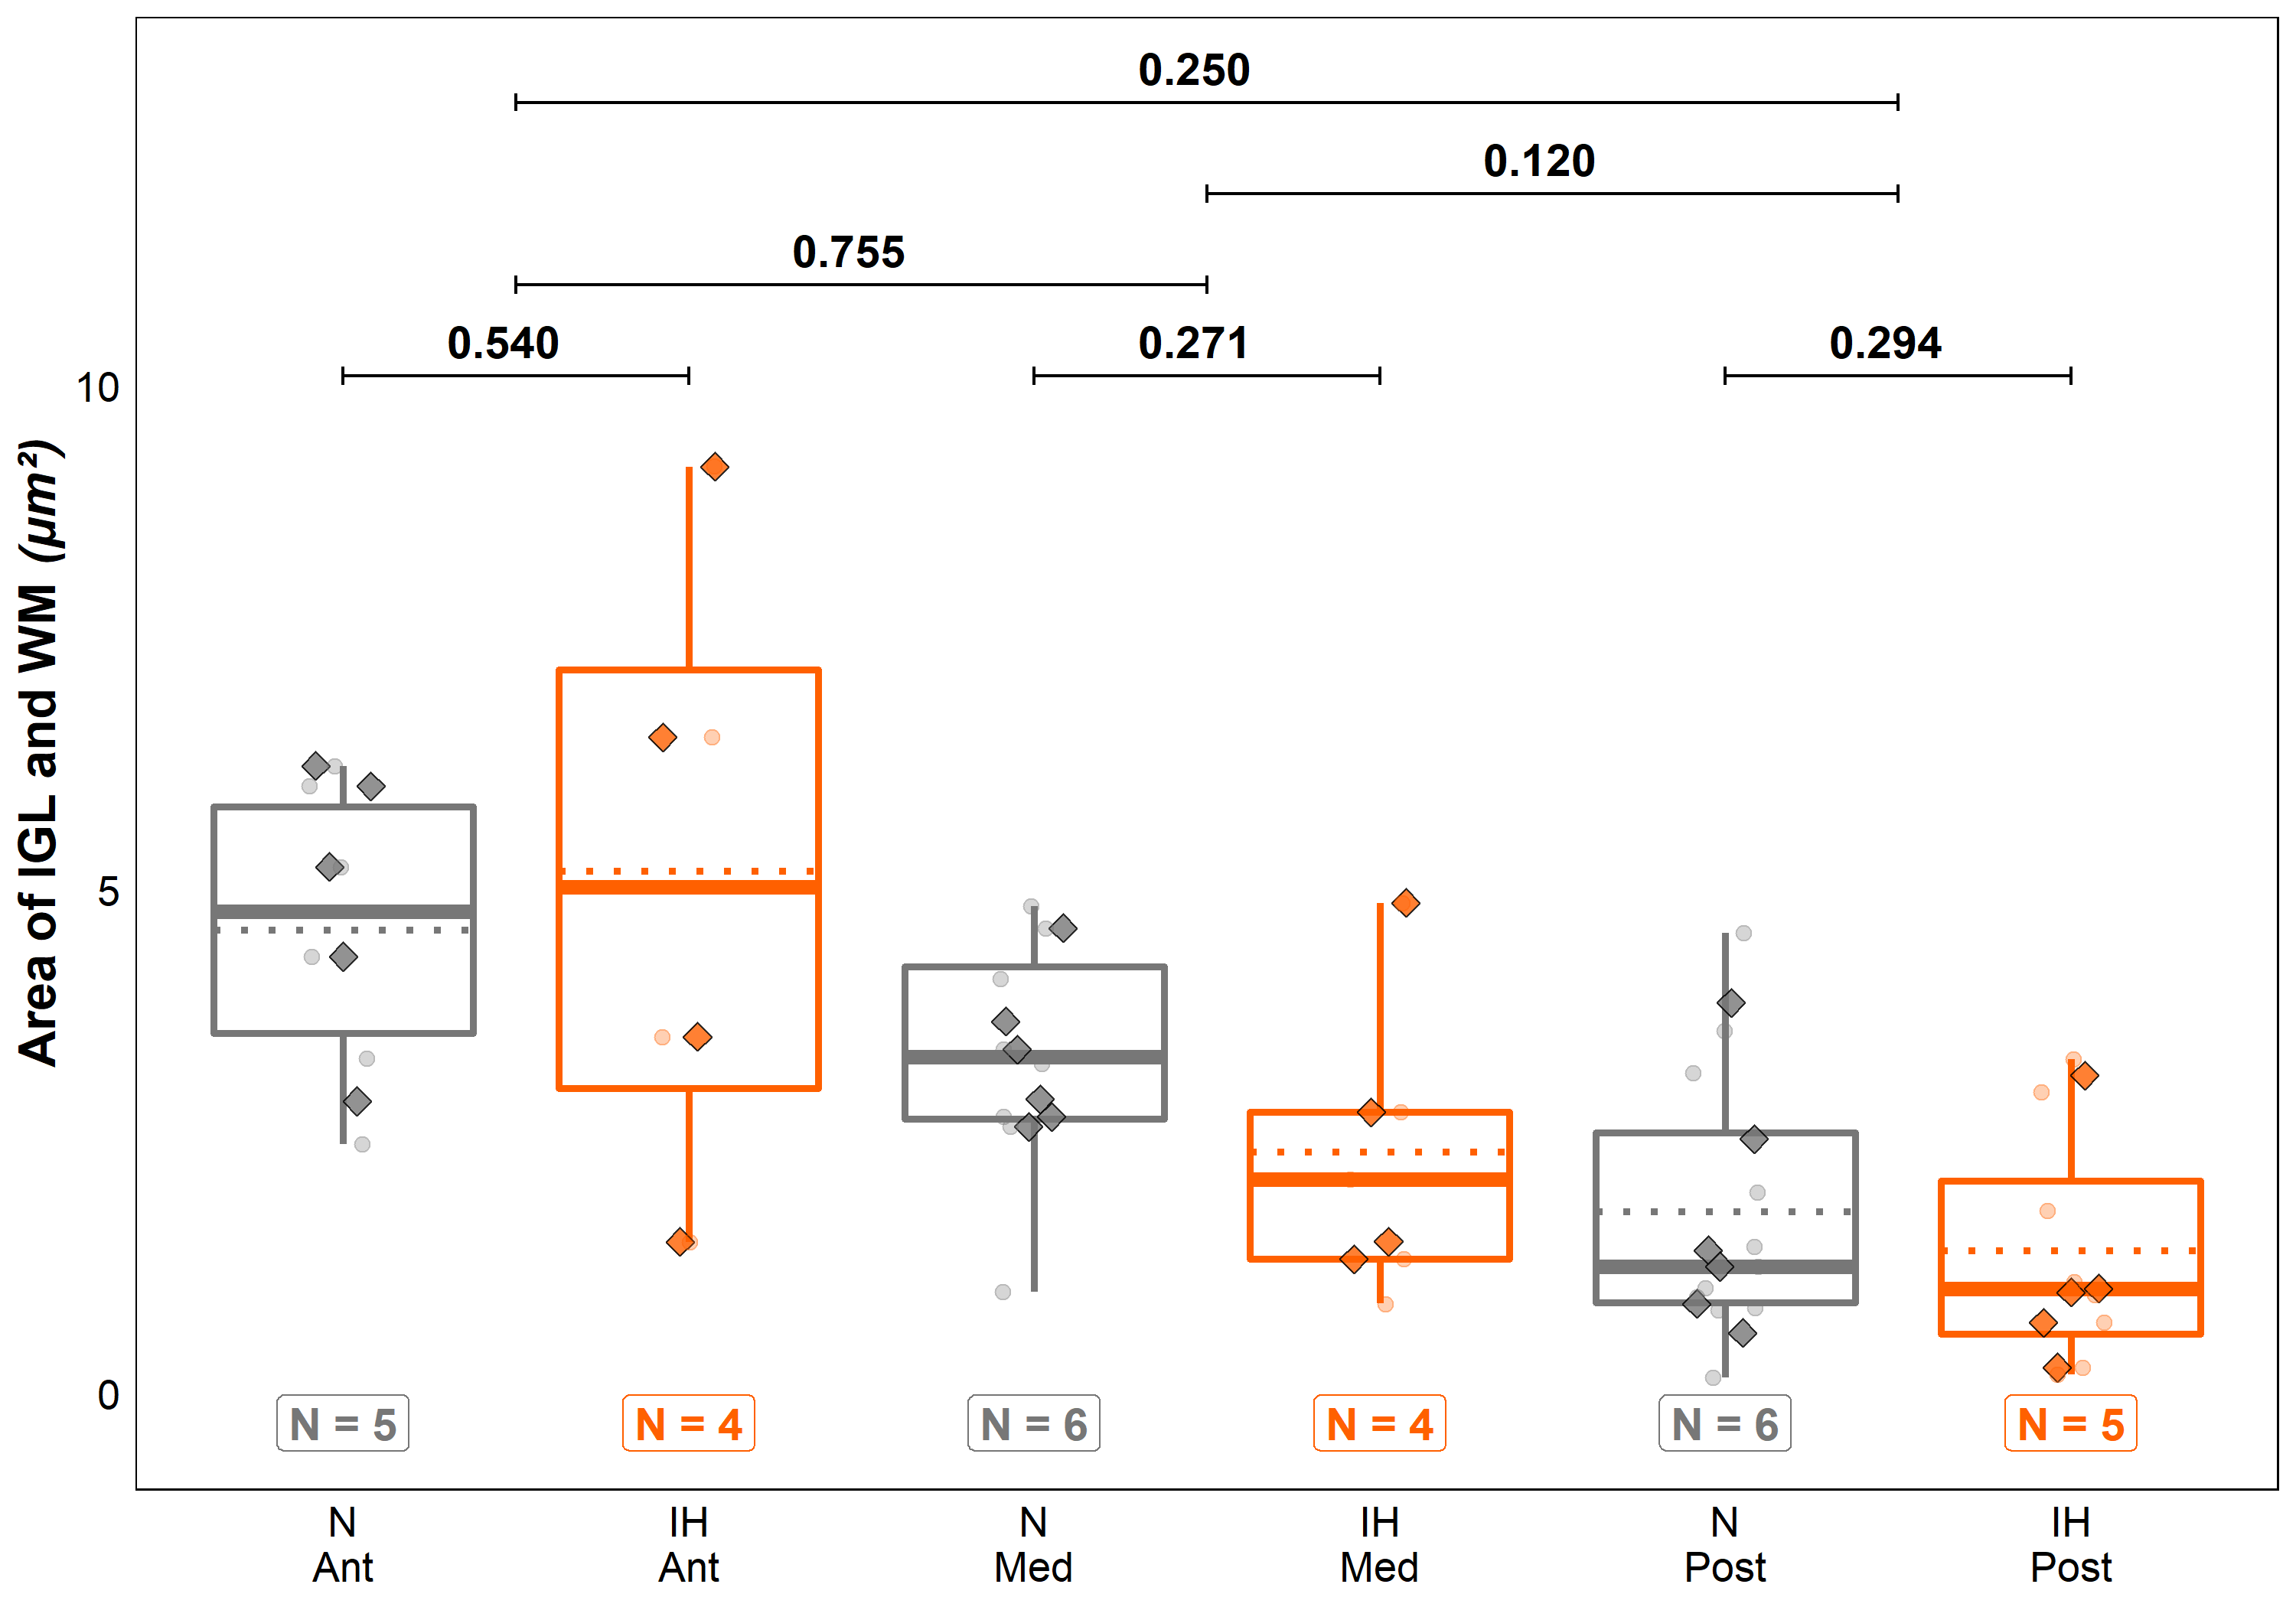 0.250
0.120
0.755
0.540 0.271 0.294
10
5
0
Area of IGL and WM (µm²)
N = 5 N = 4 N = 6 N = 4 N = 6 N = 5
N IH N IH N IH
Ant Ant Med Med Post Post